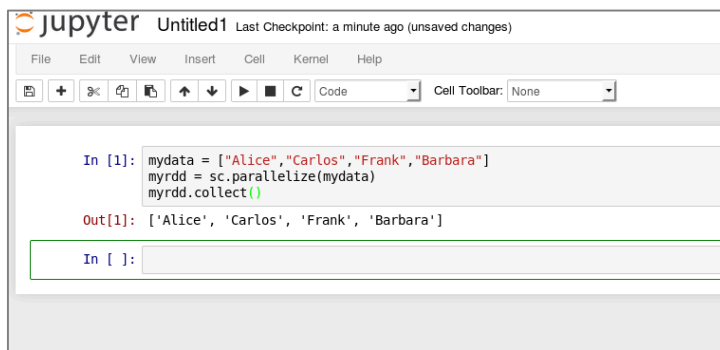 jupyter Untitled1 Last Checkpoint: a minute ago (unsaved changes)
File Edit View Insert Cell Kernel Help
Code Cell Toolbar: None
In [1]: mydata = ["Alice","Carlos","Frank","Barbara"]
myrdd = sc.parallelize(mydata)
myrdd.collect()
Out[1]: ['Alice', 'Carlos', 'Frank', 'Barbara']
In [ ]: